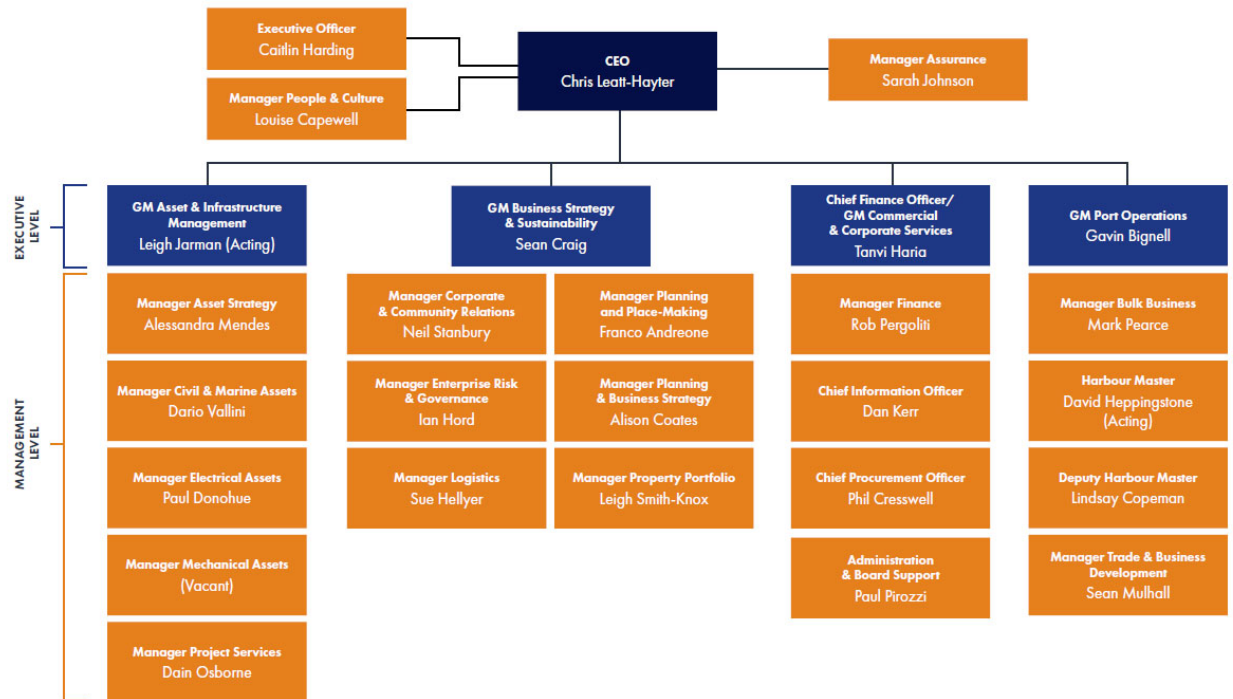 Executive Officer
Caitlin Harding
Manager People & Culture
Louise Capewell
CEO
Chris Leatt-Hayter
Manager Assurance
Sarah Johnson
EXECUTIVE
LEVEL
GM Asset & Infrastructure
Management
Leigh Jarman (Acting)
GM Business Strategy
& Sustainability
Sean Craig
Chief Finance Officer/
GM Commercial
& Corporate Services
Tanvi Haria
GM Port Operations
Gavin Bignell
MANAGEMENT
LEVEL
Manager Asset Strategy
Alessandra Mendes
Manager Civil & Marine Assets
Dario Vallini
Manager Electrical Assets
Paul Donohue
Manager Mechanical Assets
(Vacant)
Manager Project Services
Dain Osborne
Manager Corporate
& Community Relations
Neil Stanbury
Manager Enterprise Risk
& Governance
Ian Hord
Manager Logistics
Sue Hellyer
Manager Planning
and Place-Making
Franco Andreone
Manager Planning
& Business Strategy
Alison Coates
Manager Property Portfolio
Leigh Smith-Knox
Manager Finance
Rob Pergoliti
Chief Information Officer
Dan Kerr
Chief Procurement Officer
Phil Cresswell
Administration
& Board Support
Paul Pirozzi
Manager Bulk Business
Mark Pearce
Harbour Master
David Heppingstone
(Acting)
Deputy Harbour Master
Lindsay Copeman
Manager Trade & Business
Development
Sean Mulhall